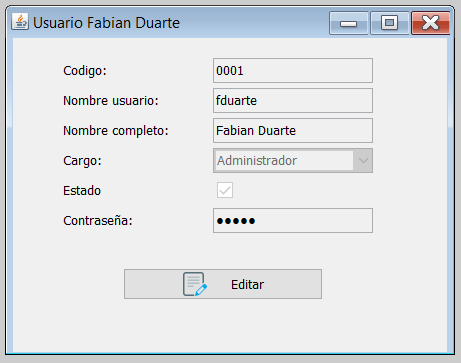 Usuario Fabian Duarte
Codigo: 0001
Nombre usuario: fduarte
Nombre completo: Fabian Duarte
Cargo: Administrador
Estado
Contraseña: •••••
Editar